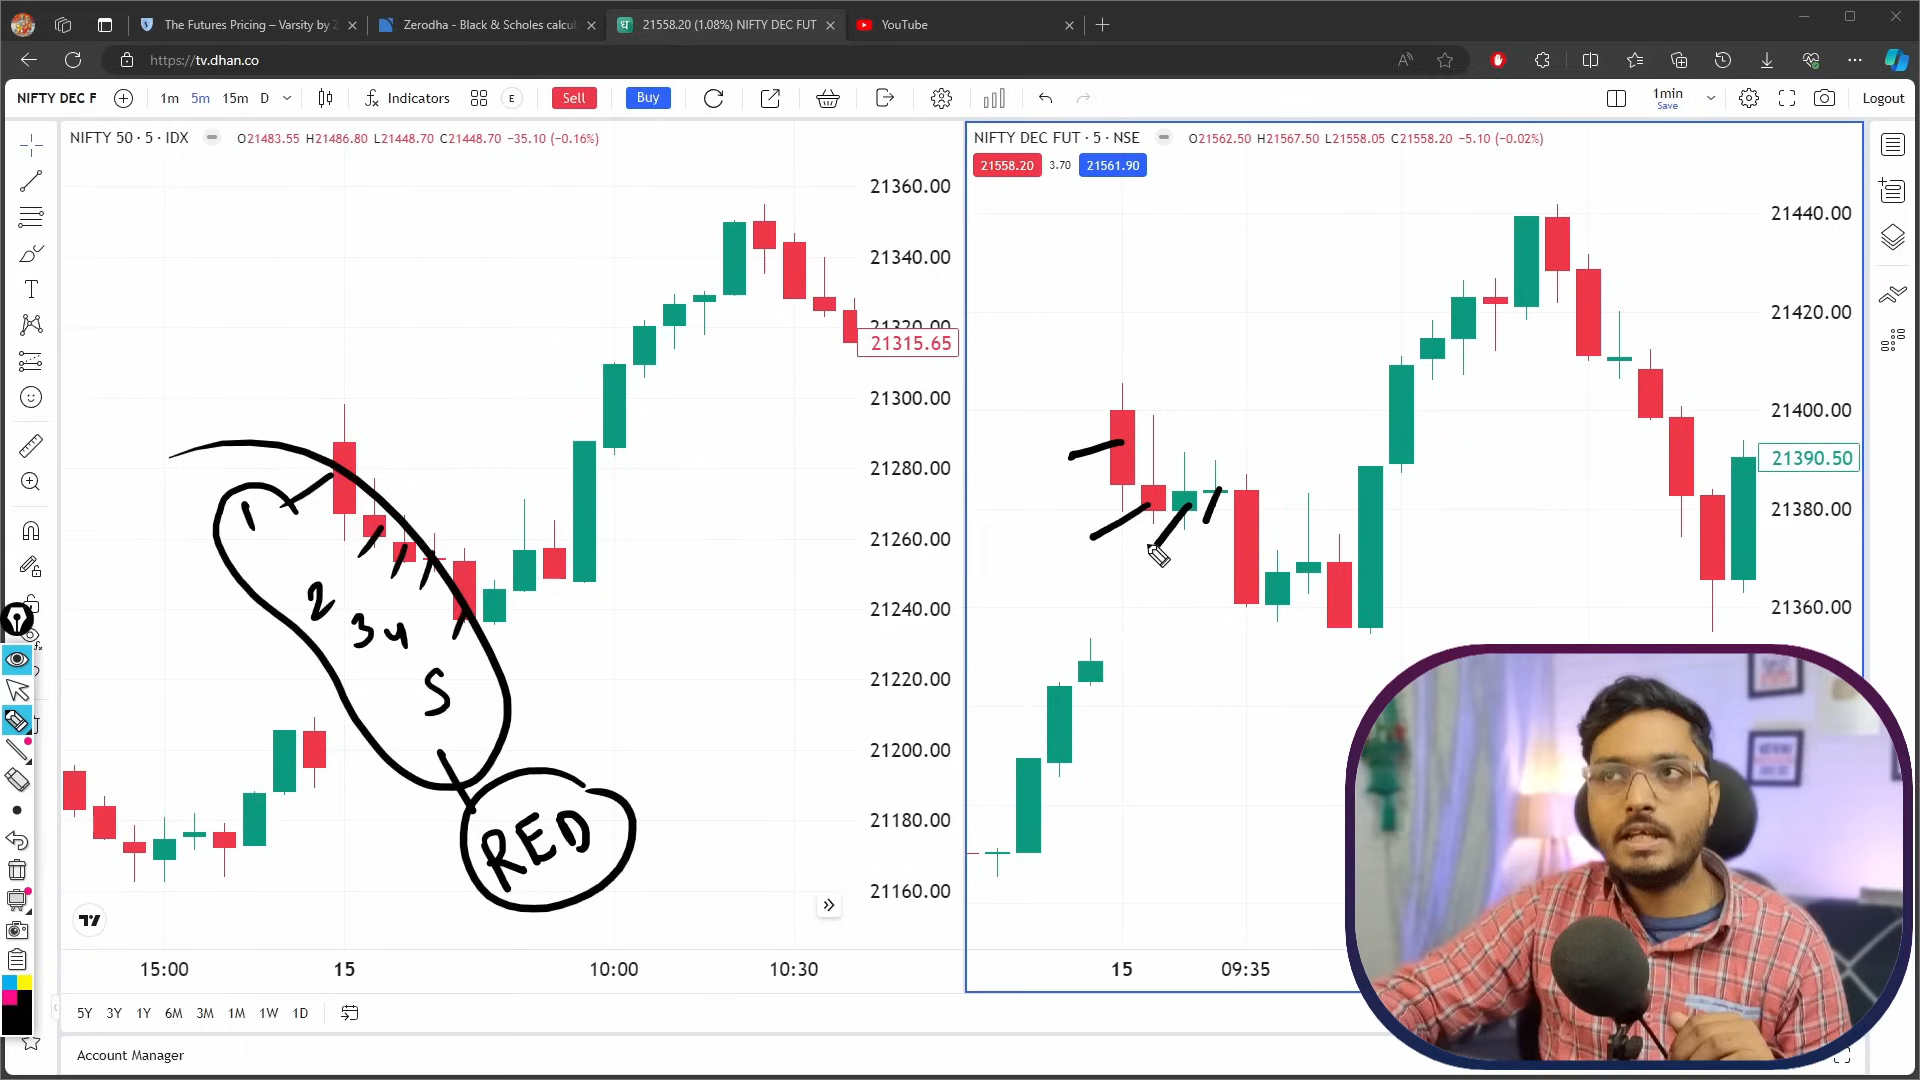 The Futures Pricing – Varsity by Z
Zerodha - Black & Scholes calcu
21558.20 (1.08%) NIFTY DEC FUT
YouTube
https://tv.dhan.co
NIFTY DEC F
1m 5m 15m D
Indicators
E
Sell
Buy
1min
Save
Logout
NIFTY 50 · 5 · IDX
O21483.55 H21486.80 L21448.70 C21448.70 −35.10 (−0.16%)
NIFTY DEC FUT · 5 · NSE
O21562.50 H21567.50 L21558.05 C21558.20 −5.10 (−0.02%)
21558.20 3.70 21561.90
21360.00
21340.00
21320.00
21315.65
21300.00
21280.00
21260.00
21240.00
21220.00
21200.00
21180.00
21160.00
21440.00
21420.00
21400.00
21390.50
21380.00
21360.00
1
2
3 4
5
RED
15:00 15 10:00 10:30
15 09:35
5Y 3Y 1Y 6M 3M 1M 1W 1D
Account Manager